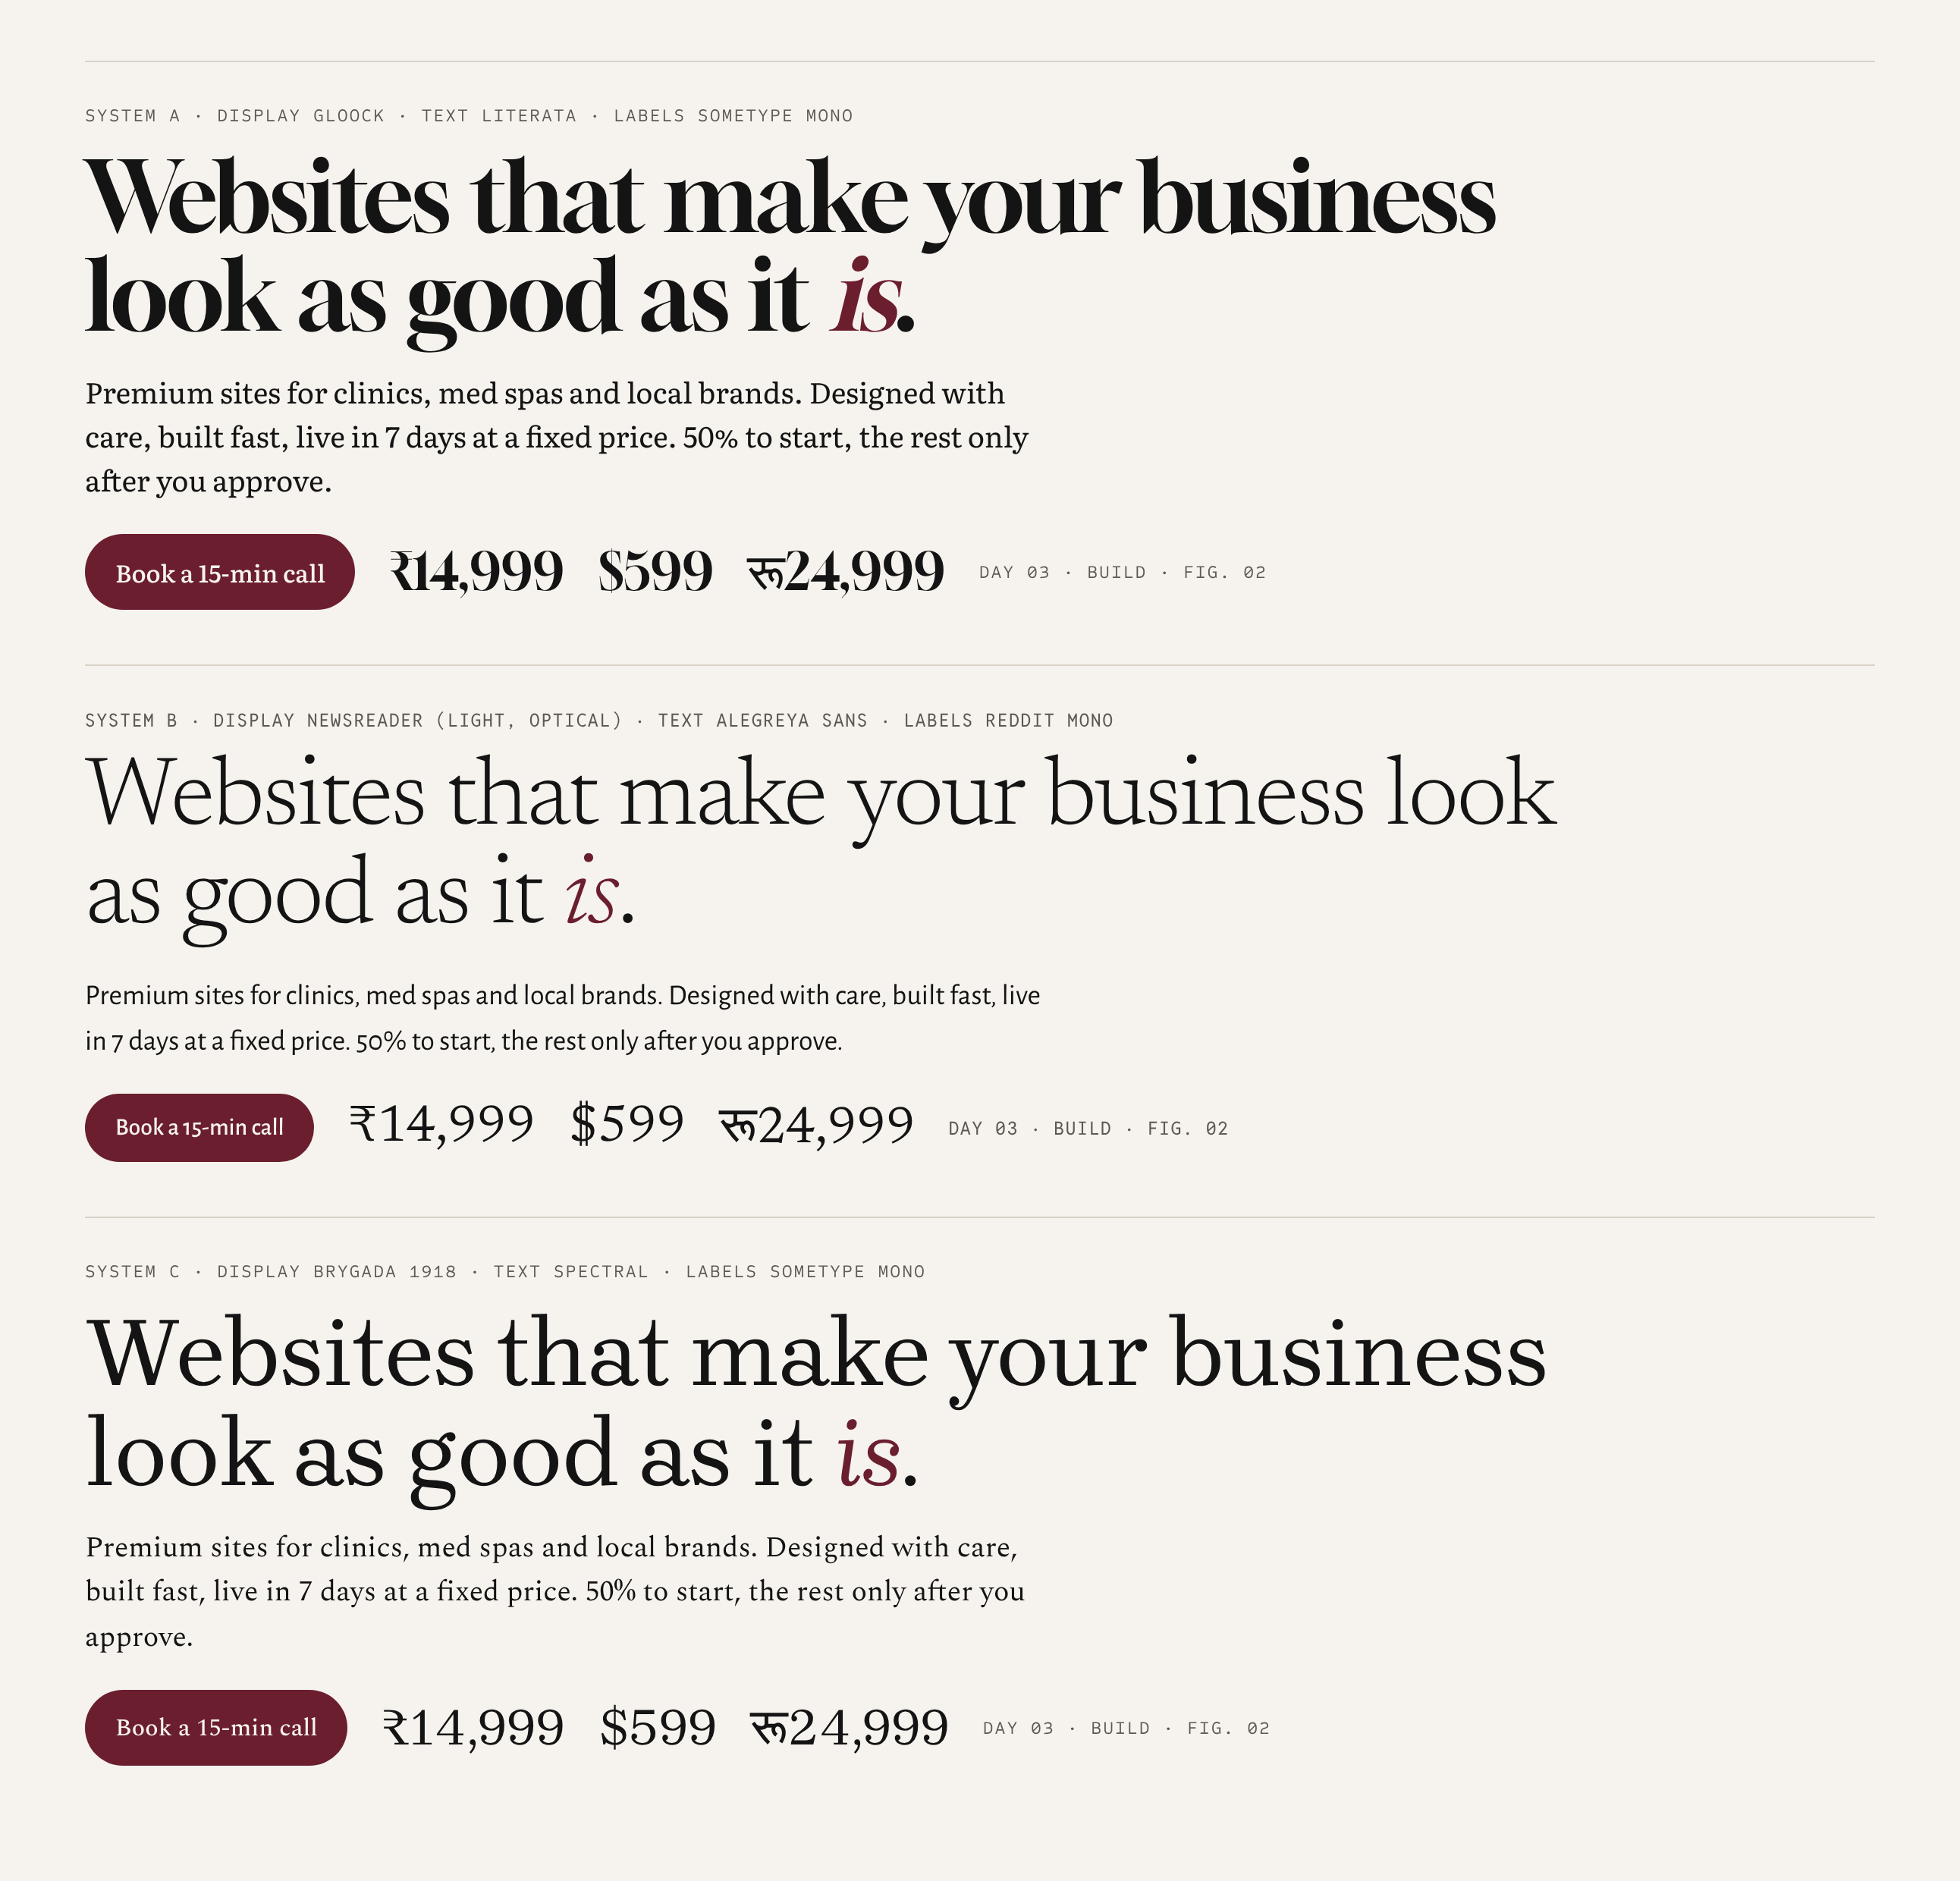 SYSTEM A · DISPLAY GLOOCK · TEXT LITERATA · LABELS SOMETYPE MONO
Websites that make your business
look as good as it is.
Premium sites for clinics, med spas and local brands. Designed with
care, built fast, live in 7 days at a fixed price. 50% to start, the rest only
after you approve.
Book a 15-min call ₹14,999 $599 रू24,999 DAY 03 · BUILD · FIG. 02
SYSTEM B · DISPLAY NEWSREADER (LIGHT, OPTICAL) · TEXT ALEGREYA SANS · LABELS REDDIT MONO
Websites that make your business look
as good as it is.
Premium sites for clinics, med spas and local brands. Designed with care, built fast, live
in 7 days at a fixed price. 50% to start, the rest only after you approve.
Book a 15-min call ₹14,999 $599 रू24,999 DAY 03 · BUILD · FIG. 02
SYSTEM C · DISPLAY BRYGADA 1918 · TEXT SPECTRAL · LABELS SOMETYPE MONO
Websites that make your business
look as good as it is.
Premium sites for clinics, med spas and local brands. Designed with care,
built fast, live in 7 days at a fixed price. 50% to start, the rest only after you
approve.
Book a 15-min call ₹14,999 $599 रू24,999 DAY 03 · BUILD · FIG. 02